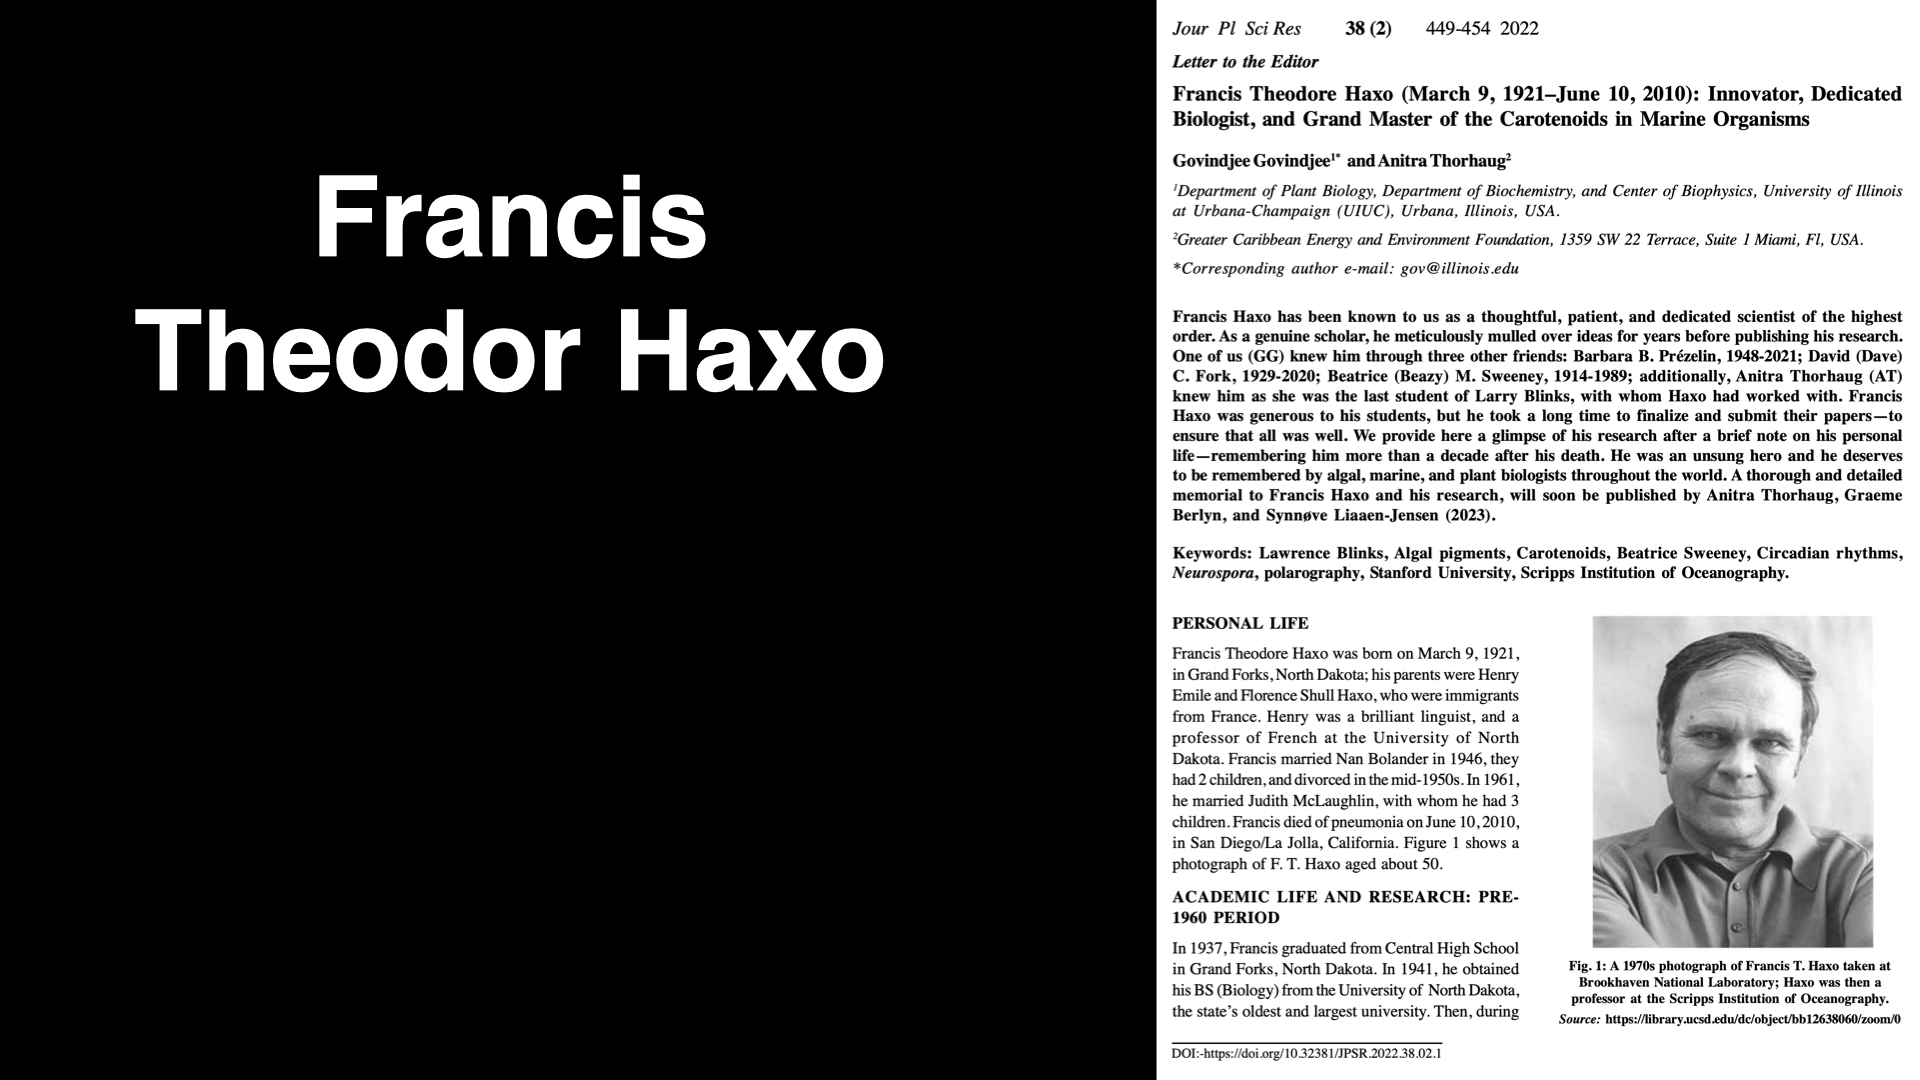 Francis
Theodor Haxo
Jour Pl Sci Res 38 (2) 449-454 2022
Letter to the Editor
Francis Theodore Haxo (March 9, 1921–June 10, 2010): Innovator, Dedicated
Biologist, and Grand Master of the Carotenoids in Marine Organisms
Govindjee Govindjee1* and Anitra Thorhaug2
1Department of Plant Biology, Department of Biochemistry, and Center of Biophysics, University of Illinois
at Urbana-Champaign (UIUC), Urbana, Illinois, USA.
2Greater Caribbean Energy and Environment Foundation, 1359 SW 22 Terrace, Suite 1 Miami, Fl, USA.
*Corresponding author e-mail: gov@illinois.edu
Francis Haxo has been known to us as a thoughtful, patient, and dedicated scientist of the highest
order. As a genuine scholar, he meticulously mulled over ideas for years before publishing his research.
One of us (GG) knew him through three other friends: Barbara B. Prézelin, 1948-2021; David (Dave)
C. Fork, 1929-2020; Beatrice (Beazy) M. Sweeney, 1914-1989; additionally, Anitra Thorhaug (AT)
knew him as she was the last student of Larry Blinks, with whom Haxo had worked with. Francis
Haxo was generous to his students, but he took a long time to finalize and submit their papers—to
ensure that all was well. We provide here a glimpse of his research after a brief note on his personal
life—remembering him more than a decade after his death. He was an unsung hero and he deserves
to be remembered by algal, marine, and plant biologists throughout the world. A thorough and detailed
memorial to Francis Haxo and his research, will soon be published by Anitra Thorhaug, Graeme
Berlyn, and Synnøve Liaaen-Jensen (2023).
Keywords: Lawrence Blinks, Algal pigments, Carotenoids, Beatrice Sweeney, Circadian rhythms,
Neurospora, polarography, Stanford University, Scripps Institution of Oceanography.
PERSONAL LIFE
Francis Theodore Haxo was born on March 9, 1921,
in Grand Forks, North Dakota; his parents were Henry
Emile and Florence Shull Haxo, who were immigrants
from France. Henry was a brilliant linguist, and a
professor of French at the University of North
Dakota. Francis married Nan Bolander in 1946, they
had 2 children, and divorced in the mid-1950s. In 1961,
he married Judith McLaughlin, with whom he had 3
children. Francis died of pneumonia on June 10, 2010,
in San Diego/La Jolla, California. Figure 1 shows a
photograph of F. T. Haxo aged about 50.
ACADEMIC LIFE AND RESEARCH: PRE-
1960 PERIOD
In 1937, Francis graduated from Central High School
in Grand Forks, North Dakota. In 1941, he obtained
his BS (Biology) from the University of North Dakota,
the state's oldest and largest university. Then, during
Fig. 1: A 1970s photograph of Francis T. Haxo taken at
Brookhaven National Laboratory; Haxo was then a
professor at the Scripps Institution of Oceanography.
Source: https://library.ucsd.edu/dc/object/bb12638060/zoom/0
DOI:-https://doi.org/10.32381/JPSR.2022.38.02.1